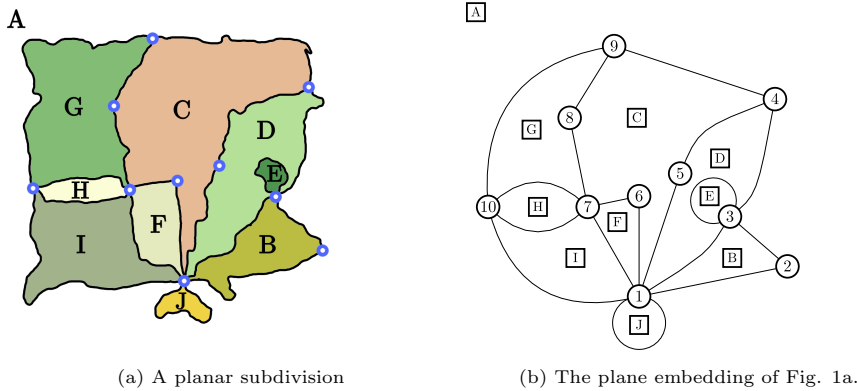 A
G
C
D
E
H
F
I
B
J
(a) A planar subdivision
A
9
4
G
8
C
D
5
E
10
H
7
6
F
3
I
B
2
1
J
(b) The plane embedding of Fig. 1a.